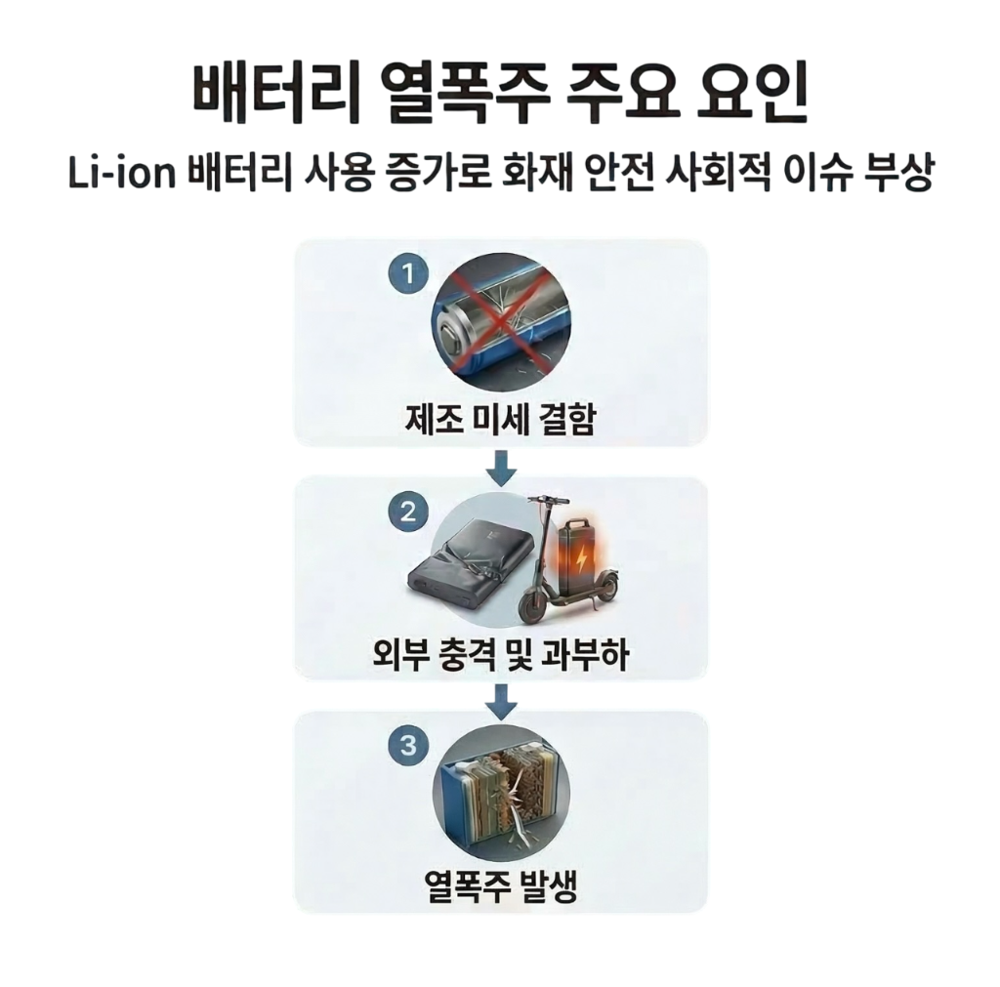 배터리 열폭주 주요 요인
Li-ion 배터리 사용 증가로 화재 안전 사회적 이슈 부상
1
제조 미세 결함
2
외부 충격 및 과부하
3
열폭주 발생